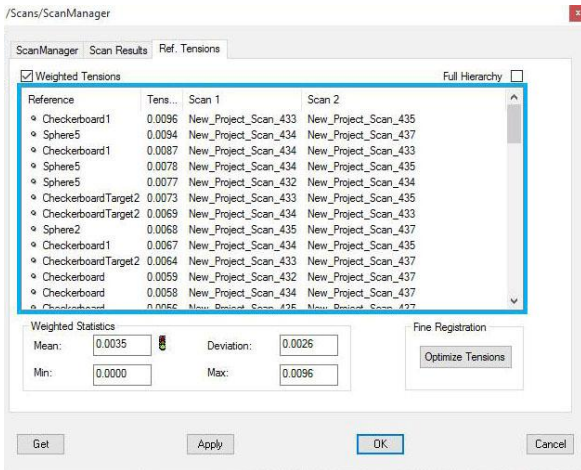 /Scans/ScanManager
x
ScanManager Scan Results Ref. Tensions
Weighted Tensions Full Hierarchy
Reference Tens... Scan 1 Scan 2
Checkerboard1 0.0096 New_Project_Scan_433 New_Project_Scan_435
Sphere5 0.0094 New_Project_Scan_434 New_Project_Scan_437
Checkerboard1 0.0087 New_Project_Scan_434 New_Project_Scan_433
Sphere5 0.0078 New_Project_Scan_434 New_Project_Scan_435
Sphere5 0.0077 New_Project_Scan_432 New_Project_Scan_434
CheckerboardTarget2 0.0073 New_Project_Scan_433 New_Project_Scan_435
CheckerboardTarget2 0.0069 New_Project_Scan_434 New_Project_Scan_433
Sphere2 0.0068 New_Project_Scan_435 New_Project_Scan_437
Checkerboard1 0.0067 New_Project_Scan_434 New_Project_Scan_435
CheckerboardTarget2 0.0064 New_Project_Scan_433 New_Project_Scan_437
Checkerboard 0.0059 New_Project_Scan_432 New_Project_Scan_437
Checkerboard 0.0058 New_Project_Scan_434 New_Project_Scan_437
Checkerboard 0.0056 New_Project_Scan_435 New_Project_Scan_437
Weighted Statistics Fine Registration
Mean: 0.0035 Deviation: 0.0026
Optimize Tensions
Min: 0.0000 Max: 0.0096
Get Apply OK Cancel